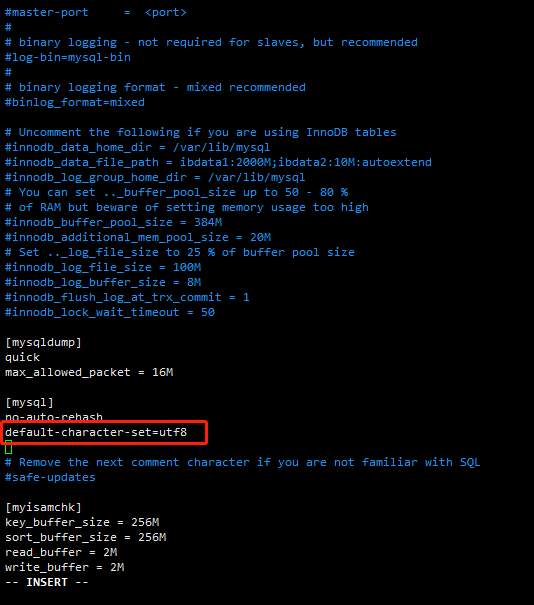 #master-port     =  <port>
#
# binary logging - not required for slaves, but recommended
#log-bin=mysql-bin
#
# binary logging format - mixed recommended
#binlog_format=mixed
# Uncomment the following if you are using InnoDB tables
#innodb_data_home_dir = /var/lib/mysql
#innodb_data_file_path = ibdata1:2000M;ibdata2:10M:autoextend
#innodb_log_group_home_dir = /var/lib/mysql
# You can set .._buffer_pool_size up to 50 - 80 %
# of RAM but beware of setting memory usage too high
#innodb_buffer_pool_size = 384M
#innodb_additional_mem_pool_size = 20M
# Set .._log_file_size to 25 % of buffer pool size
#innodb_log_file_size = 100M
#innodb_log_buffer_size = 8M
#innodb_flush_log_at_trx_commit = 1
#innodb_lock_wait_timeout = 50
[mysqldump]
quick
max_allowed_packet = 16M
[mysql]
no-auto-rehash
default-character-set=utf8
# Remove the next comment character if you are not familiar with SQL
#safe-updates
[myisamchk]
key_buffer_size = 256M
sort_buffer_size = 256M
read_buffer = 2M
write_buffer = 2M
-- INSERT --